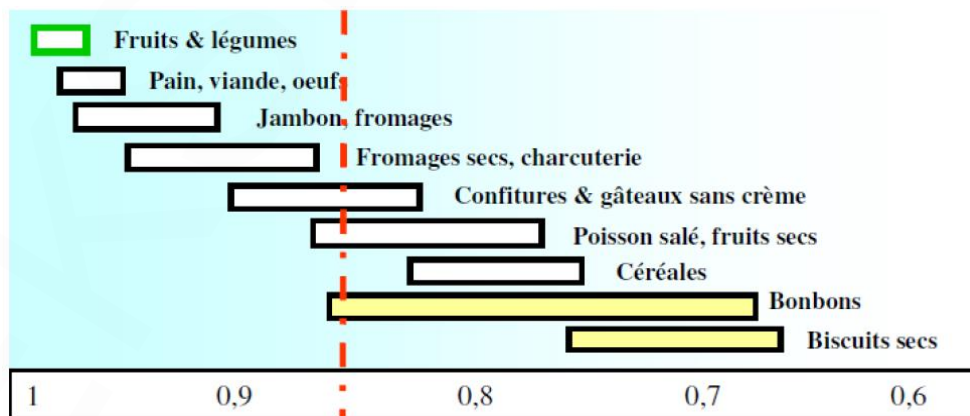 Fruits & légumes
Pain, viande, oeufs
Jambon, fromages
Fromages secs, charcuterie
Confitures & gâteaux sans crème
Poisson salé, fruits secs
Céréales
Bonbons
Biscuits secs
1 0,9 0,8 0,7 0,6